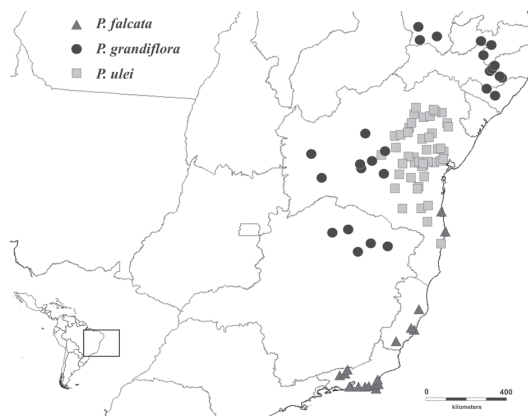 P. falcata
P. grandiflora
P. ulei
0 400
kilometers